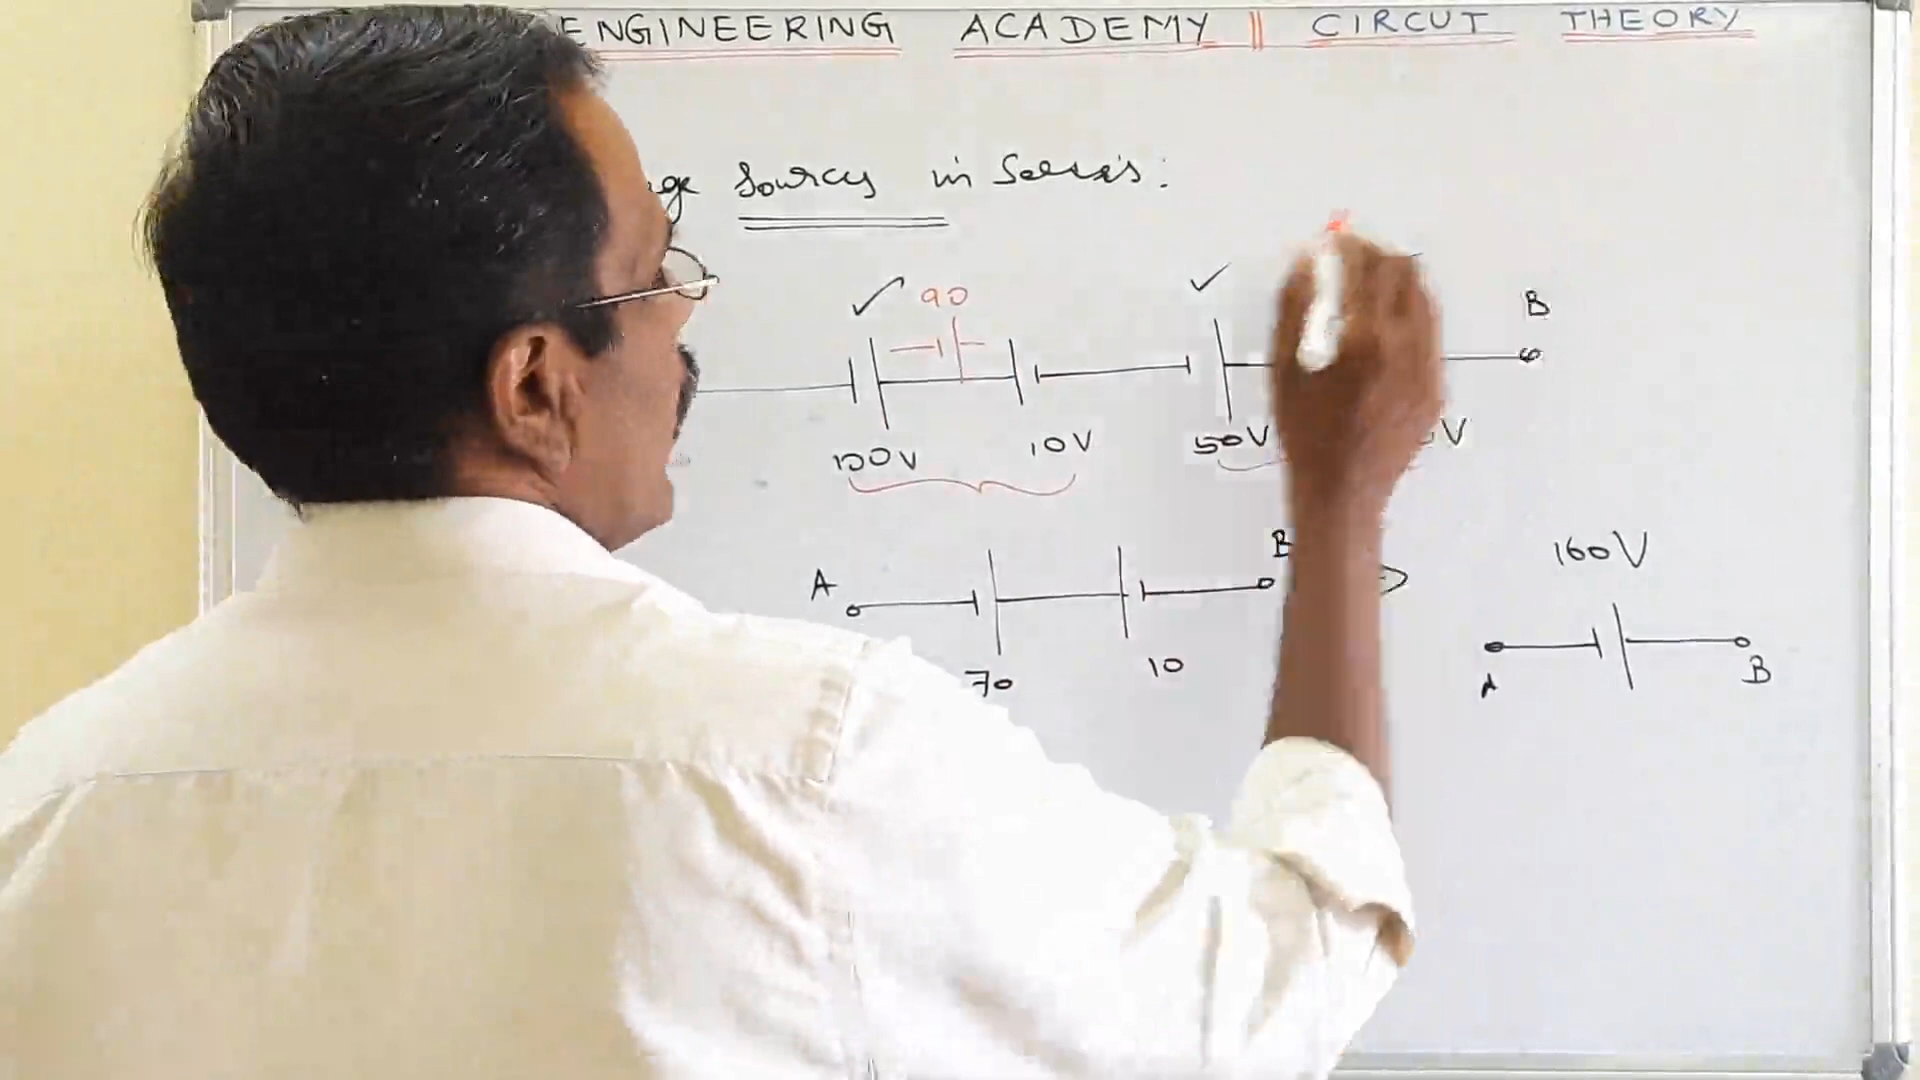 ENGINEERING ACADEMY || CIRCUT THEORY
Sources in Series:
90 B
100V 10V 50V V
A B 160V
70 10 A B